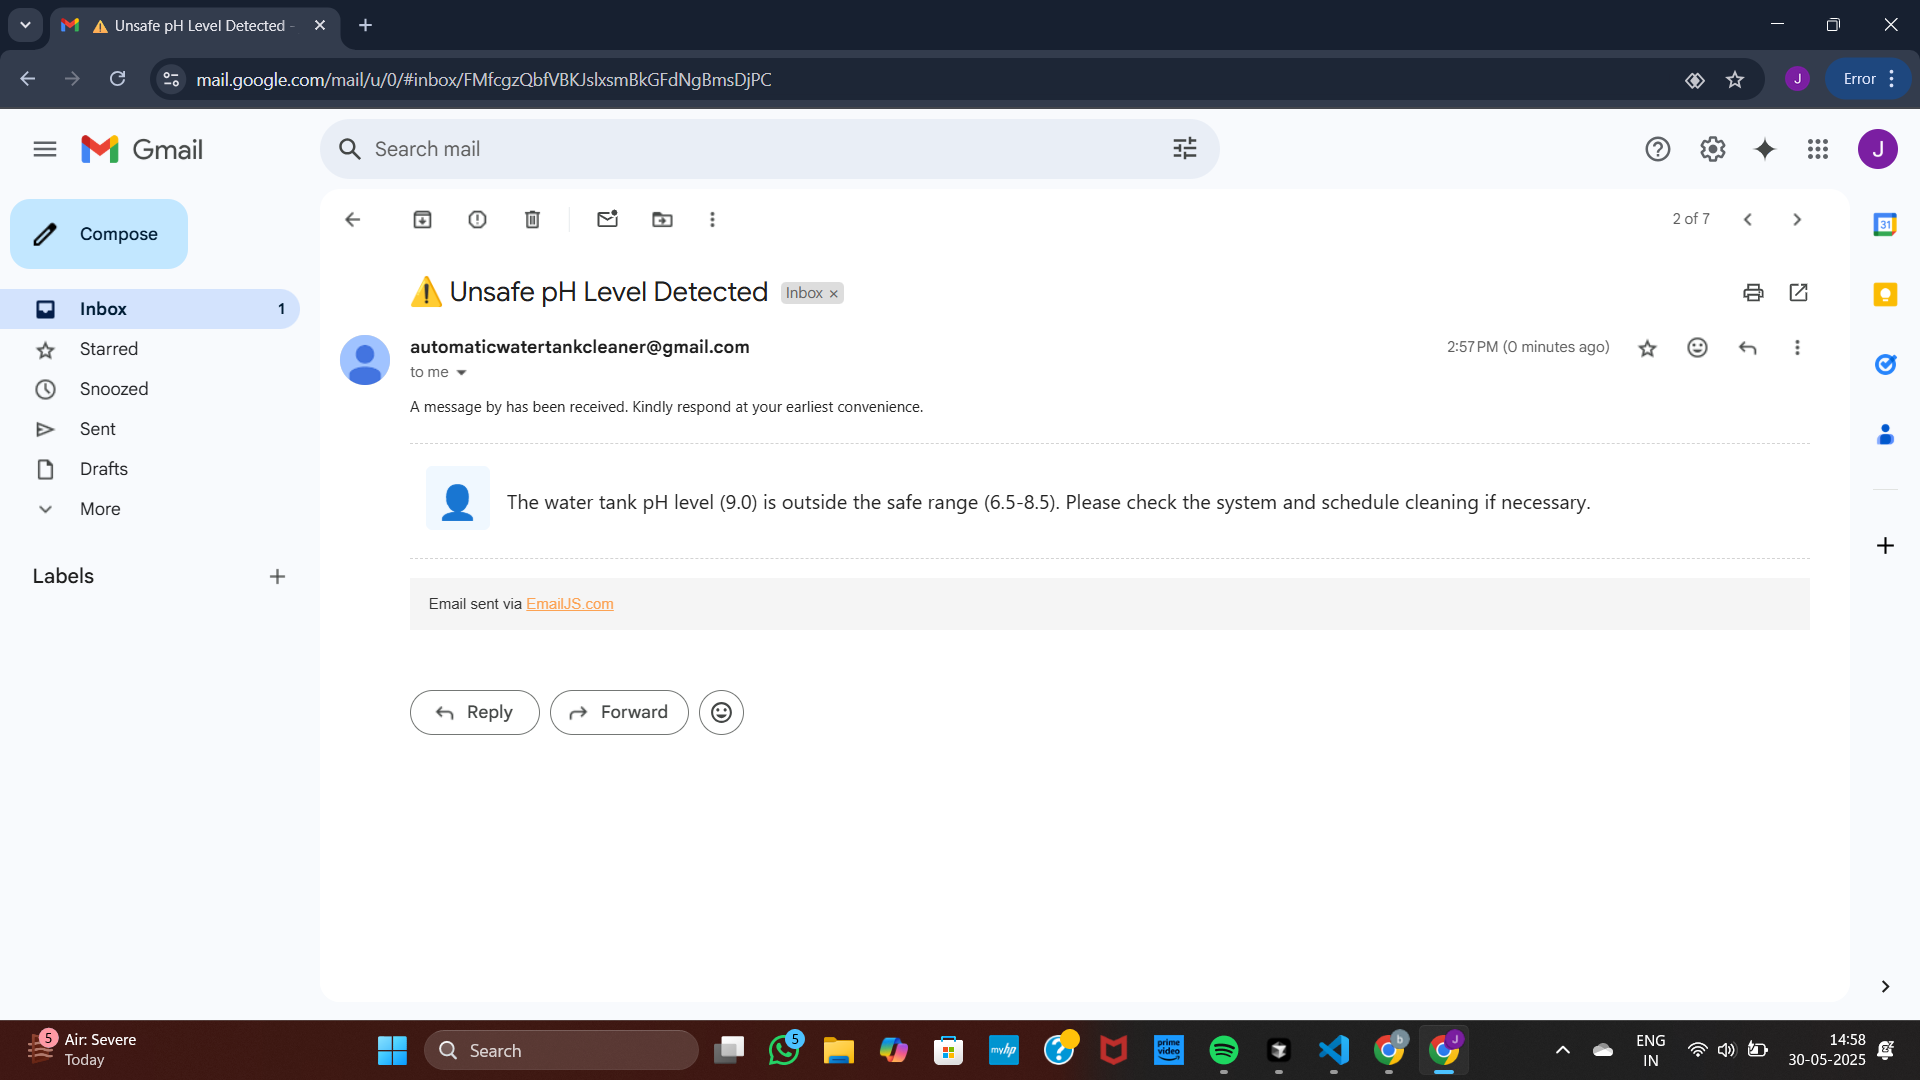 Unsafe pH Level Detected -
mail.google.com/mail/u/0/#inbox/FMfcgzQbfVBKJslxsmBkGFdNgBmsDjPC
J
Error
Gmail
Search mail
J
Compose
2 of 7
31
⚠️ Unsafe pH Level Detected Inbox ×
Inbox 1
automaticwatertankcleaner@gmail.com
2:57 PM (0 minutes ago)
to me
Starred
Snoozed
A message by has been received. Kindly respond at your earliest convenience.
Sent
Drafts
The water tank pH level (9.0) is outside the safe range (6.5-8.5). Please check the system and schedule cleaning if necessary.
More
Labels
Email sent via EmailJS.com
Reply
Forward
5
Air: Severe
Today
Search
5
myhp
prime video
b
J
ENG
IN
14:58
30-05-2025